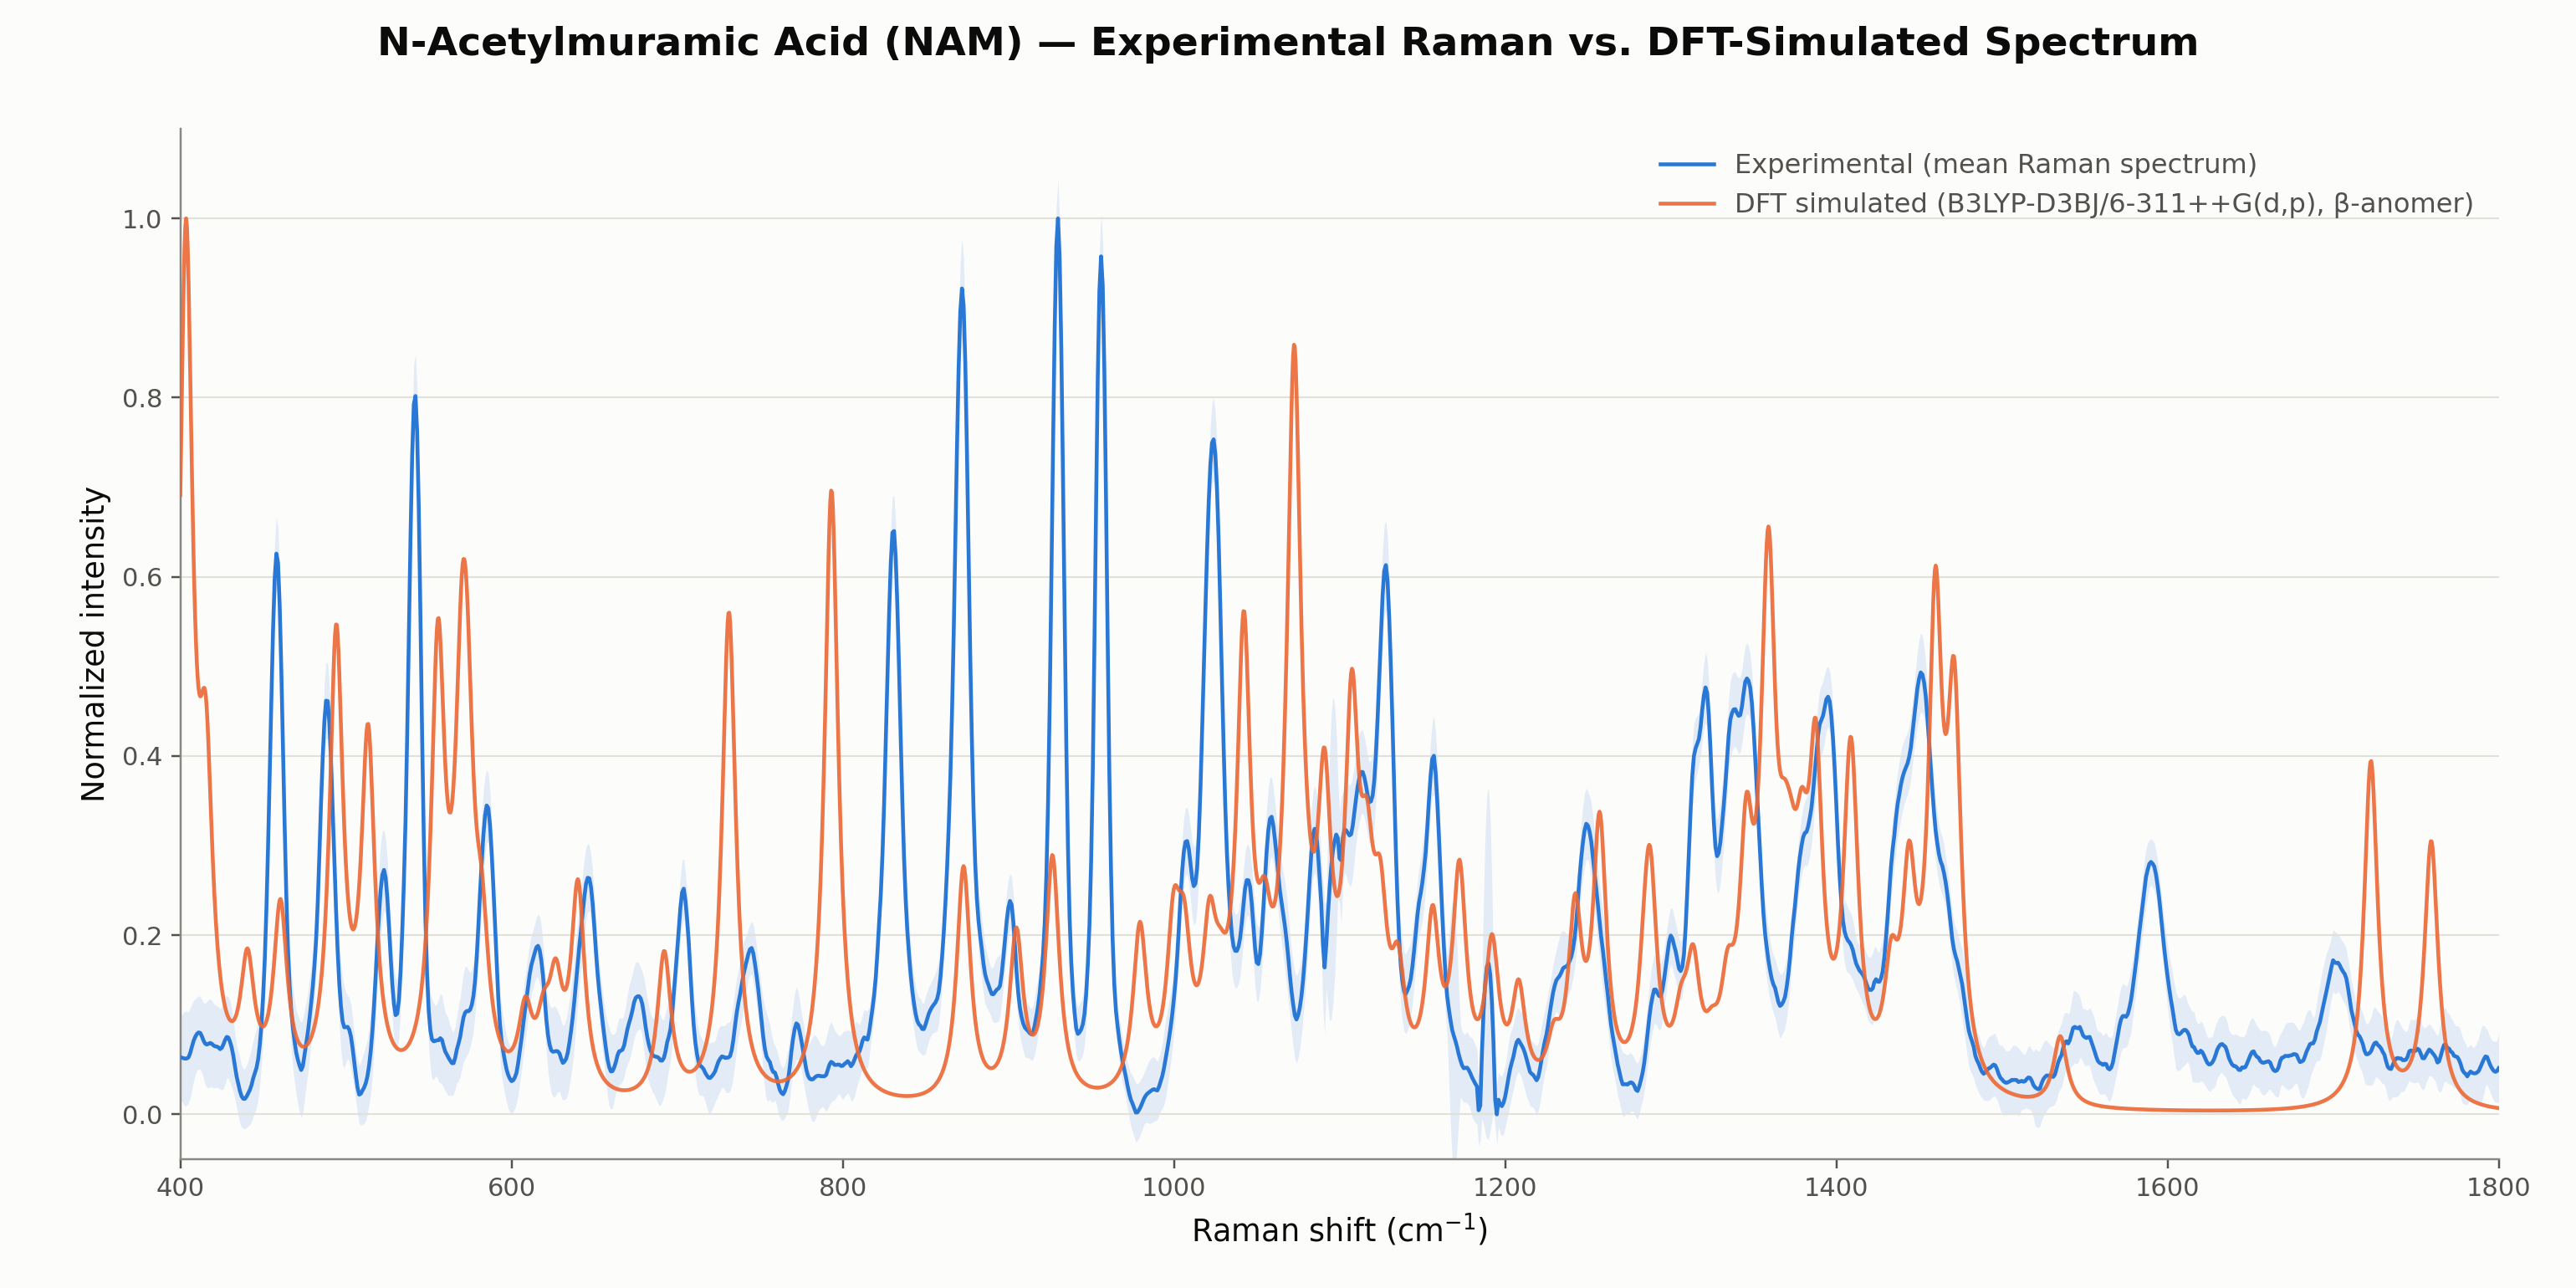 N-Acetylmuramic Acid (NAM) — Experimental Raman vs. DFT-Simulated Spectrum
Experimental (mean Raman spectrum)
DFT simulated (B3LYP-D3BJ/6-311++G(d,p), β-anomer)
Normalized intensity
1.0
0.8
0.6
0.4
0.2
0.0
400 600 800 1000 1200 1400 1600 1800
Raman shift (cm⁻¹)